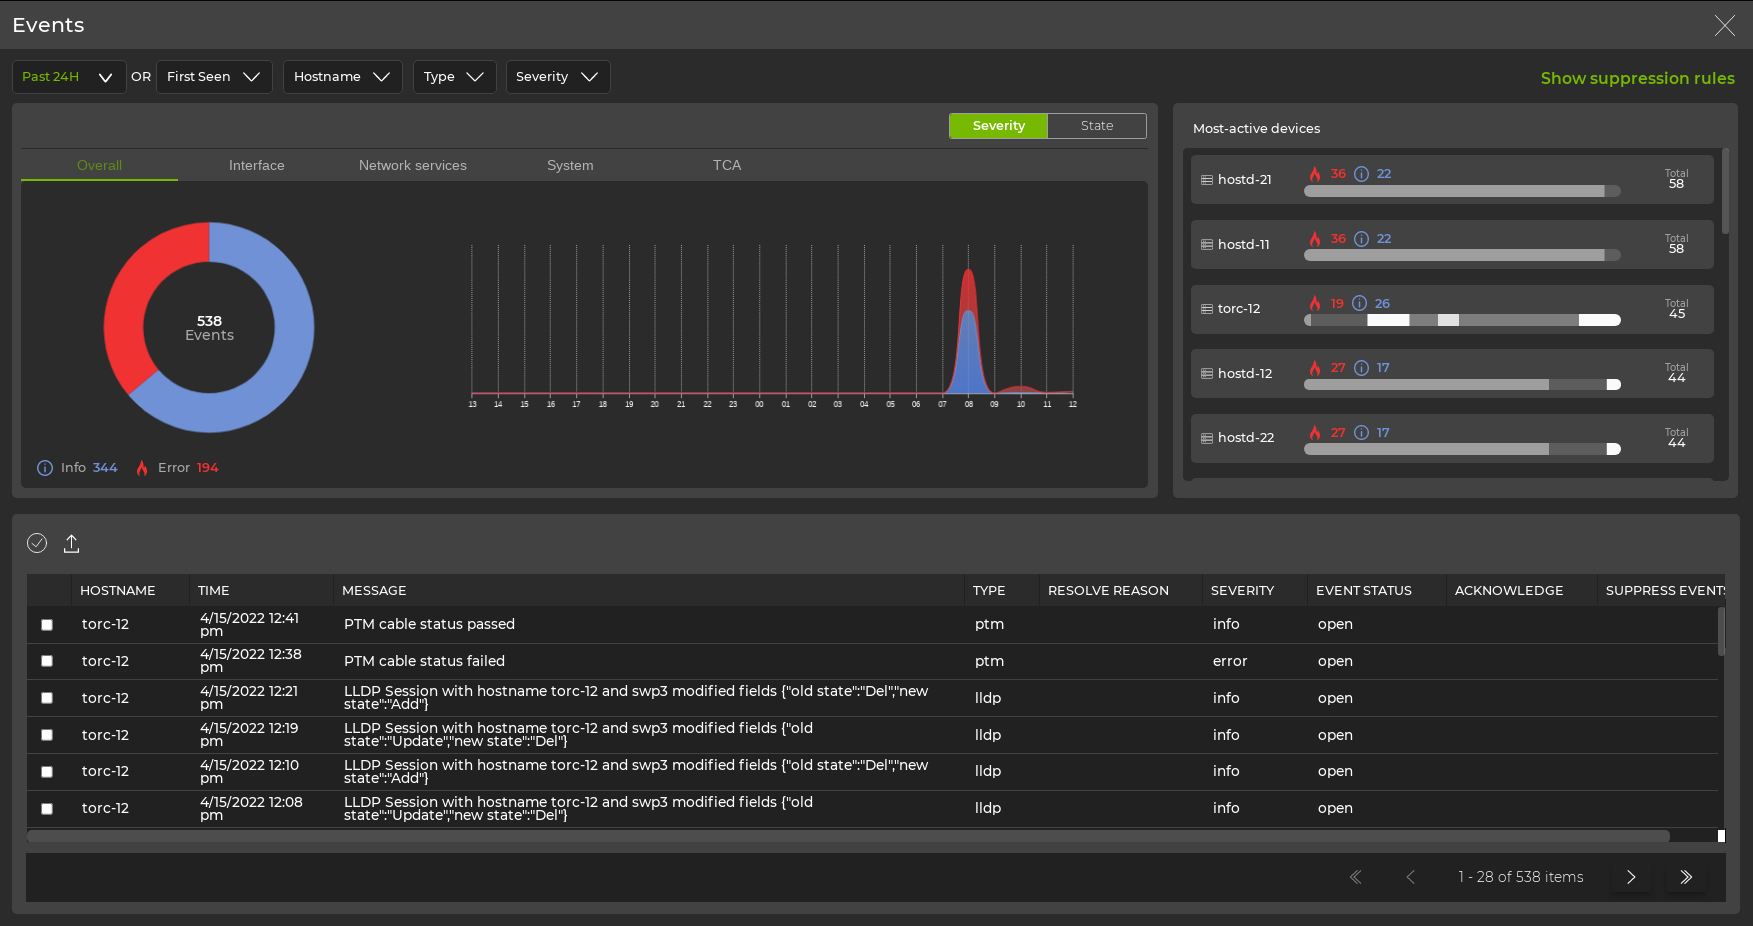 Events
Past 24H OR First Seen Hostname Type Severity
Show suppression rules
Severity State
Overall Interface Network services System TCA
538
Events
13 14 15 16 17 18 19 20 21 22 23 00 01 02 03 04 05 06 07 08 09 10 11 12
Info 344 Error 194
Most-active devices
hostd-21 36 22 Total
58
hostd-11 36 22 Total
58
torc-12 19 26 Total
45
hostd-12 27 17 Total
44
hostd-22 27 17 Total
44
HOSTNAME TIME MESSAGE TYPE RESOLVE REASON SEVERITY EVENT STATUS ACKNOWLEDGE SUPPRESS EVENTS
torc-12 4/15/2022 12:41 PTM cable status passed ptm info open
pm
torc-12 4/15/2022 12:38 PTM cable status failed ptm error open
pm
torc-12 4/15/2022 12:21 LLDP Session with hostname torc-12 and swp3 modified fields {"old state":"Del","new lldp info open
pm state":"Add"}
torc-12 4/15/2022 12:19 LLDP Session with hostname torc-12 and swp3 modified fields {"old lldp info open
pm state":"Update","new state":"Del"}
torc-12 4/15/2022 12:10 LLDP Session with hostname torc-12 and swp3 modified fields {"old state":"Del","new lldp info open
pm state":"Add"}
torc-12 4/15/2022 12:08 LLDP Session with hostname torc-12 and swp3 modified fields {"old lldp info open
pm state":"Update","new state":"Del"}
1 - 28 of 538 items